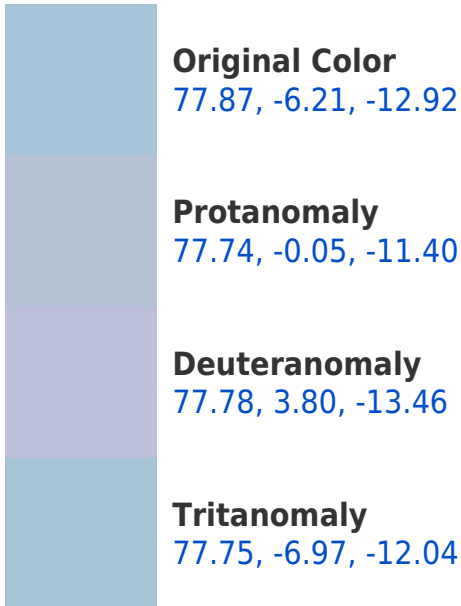 Original Color
77.87, -6.21, -12.92
Protanomaly
77.74, -0.05, -11.40
Deuteranomaly
77.78, 3.80, -13.46
Tritanomaly
77.75, -6.97, -12.04